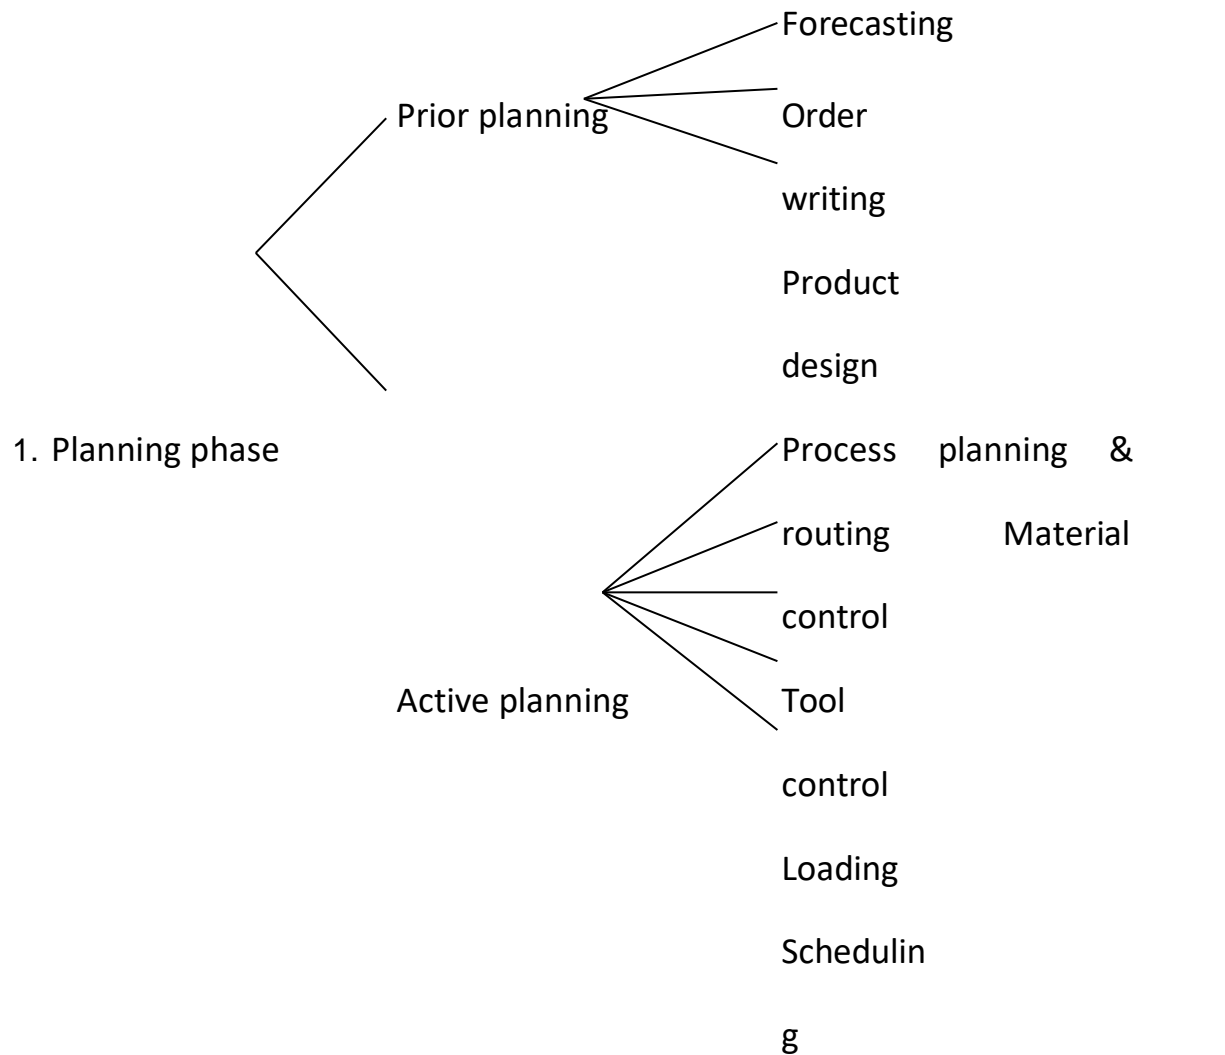 Forecasting
Prior planning Order
writing
Product
design
1. Planning phase Process planning &
routing Material
control
Active planning Tool
control
Loading
Schedulin
g